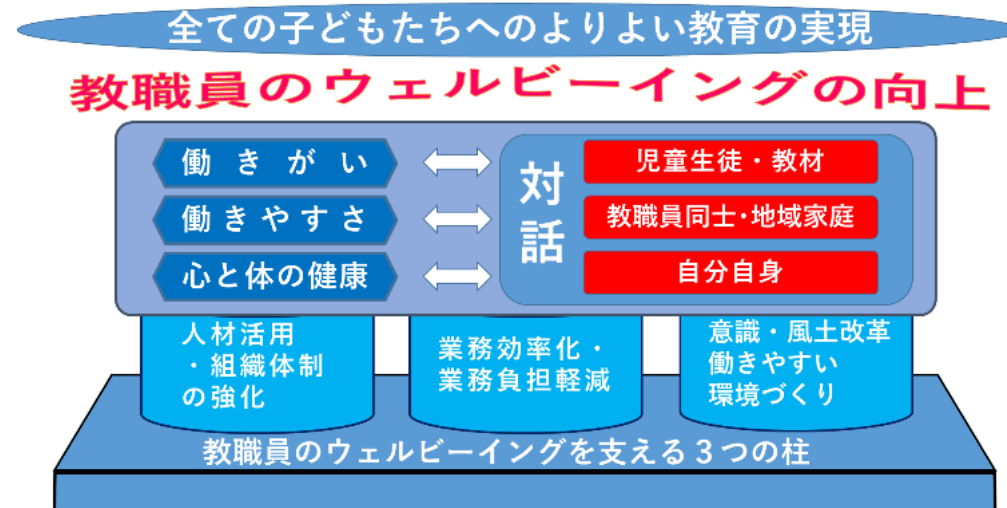 全ての子どもたちへのよりよい教育の実現
教職員のウェルビーイングの向上
働きがい
働きやすさ
心と体の健康
対話
児童生徒・教材
教職員同士・地域家庭
自分自身
人材活用
・組織体制
の強化
業務効率化・
業務負担軽減
意識・風土改革
働きやすい
環境づくり
教職員のウェルビーイングを支える３つの柱